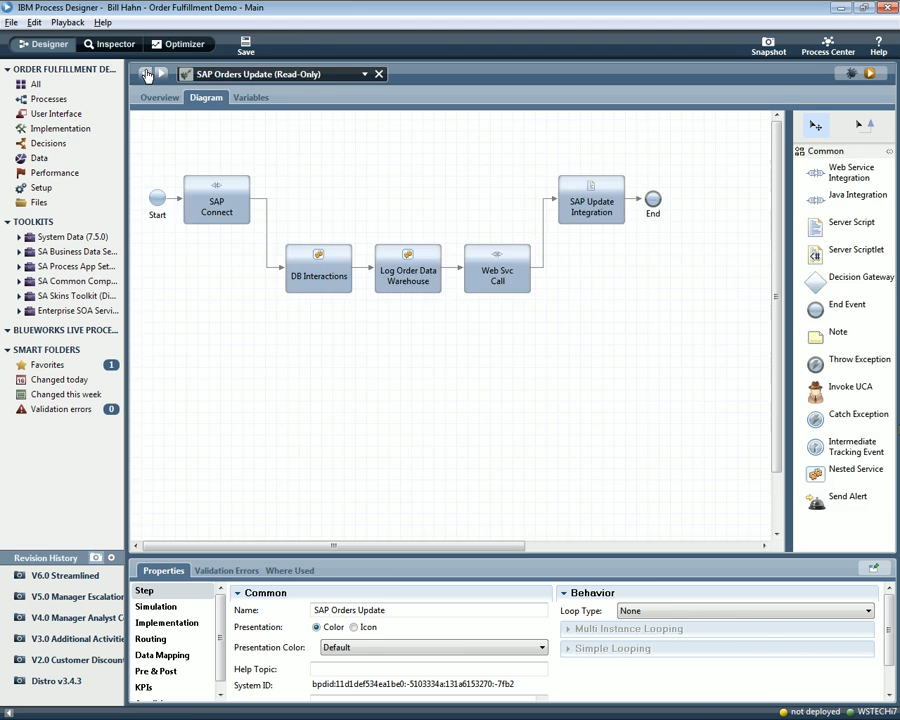 IBM Process Designer - Bill Hahn - Order Fulfillment Demo - Main
File Edit Playback Help
Designer Inspector Optimizer Save Snapshot Process Center Help
ORDER FULFILLMENT DE...
All
Processes
User Interface
Implementation
Decisions
Data
Performance
Setup
Files
TOOLKITS
System Data (7.5.0)
SA Business Data Se...
SA Process App Set...
SA Common Comp...
SA Skins Toolkit (Di...
Enterprise SOA Servi...
BLUEWORKS LIVE PROCE...
SMART FOLDERS
Favorites 1
Changed today
Changed this week
Validation errors 0
Revision History
V6.0 Streamlined
V5.0 Manager Escalation
V4.0 Manager Analyst C
V3.0 Additional Activitie
V2.0 Customer Discoun
Distro v3.4.3
SAP Orders Update (Read-Only)
Overview Diagram Variables
Start
SAP
Connect
DB Interactions
Log Order Data
Warehouse
Web Svc
Call
SAP Update
Integration
End
Common
Web Service
Integration
Java Integration
Server Script
Server Scriptlet
Decision Gateway
End Event
Note
Throw Exception
Invoke UCA
Catch Exception
Intermediate
Tracking Event
Nested Service
Send Alert
Properties Validation Errors Where Used
Step
Simulation
Implementation
Routing
Data Mapping
Pre & Post
KPIs
Common
Name: SAP Orders Update
Presentation: Color Icon
Presentation Color: Default
Help Topic:
System ID: bpdid:11d1def534ea1be0:-5103334a:131a6153270:-7fb2
Behavior
Loop Type: None
Multi Instance Looping
Simple Looping
not deployed WSTECHi7